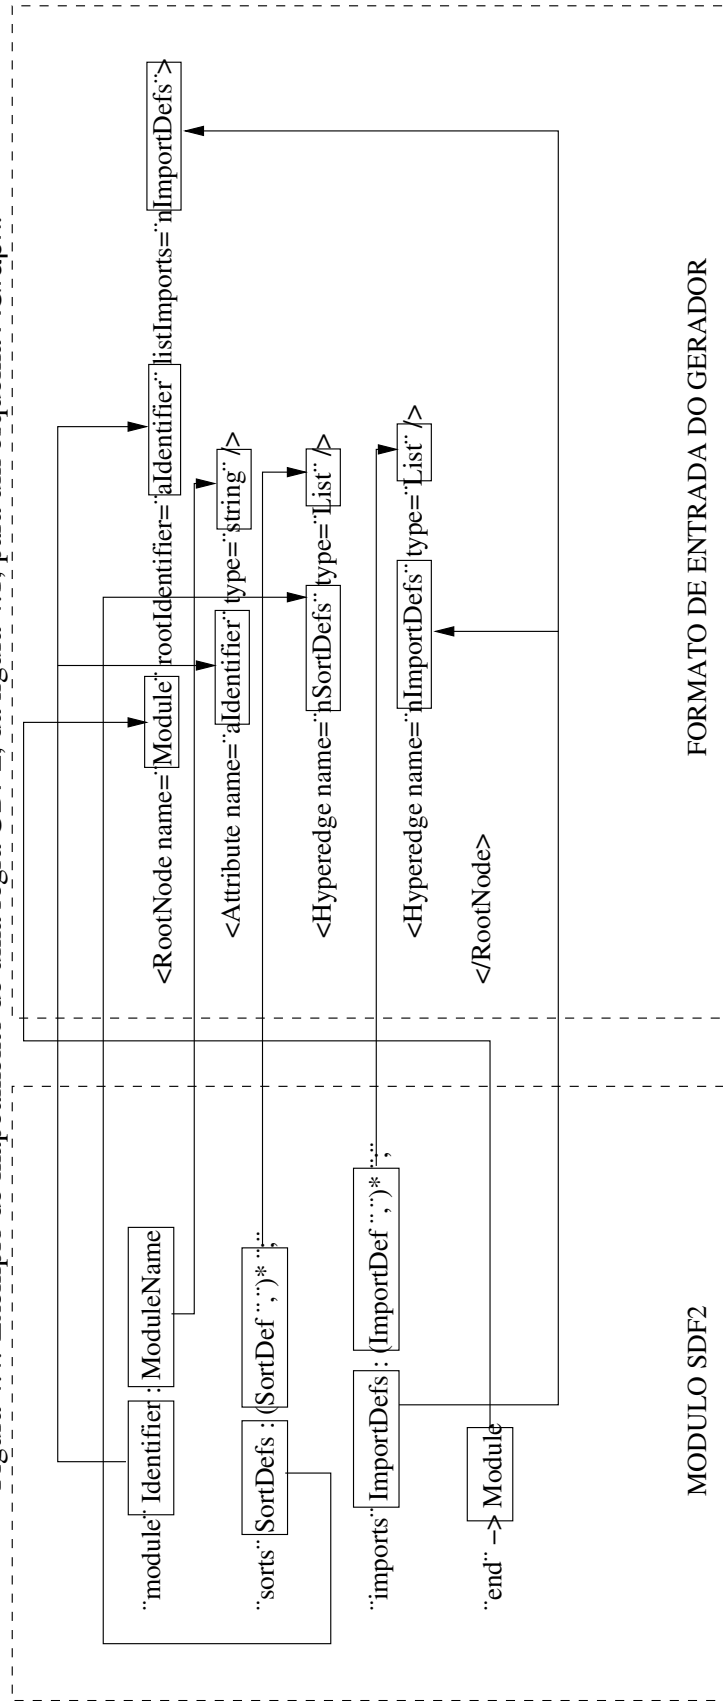 ¨module¨ Identifier : ModuleName
¨sorts¨ SortDefs : (SortDef ¨,¨)* ¨;¨
¨imports¨ ImportDefs : (ImportDef ¨,¨)* ¨;¨
¨end¨ −> Module
MODULO SDF2
<RootNode name=¨Module¨ rootIdentifier=¨aIdentifier¨ listImports=¨nImportDefs¨>
<Attribute name=¨aIdentifier¨ type=¨string¨ />
<Hyperedge name=¨nSortDefs¨ type=¨List¨ />
<Hyperedge name=¨nImportDefs¨ type=¨List¨ />
</RootNode>
FORMATO DE ENTRADA DO GERADOR